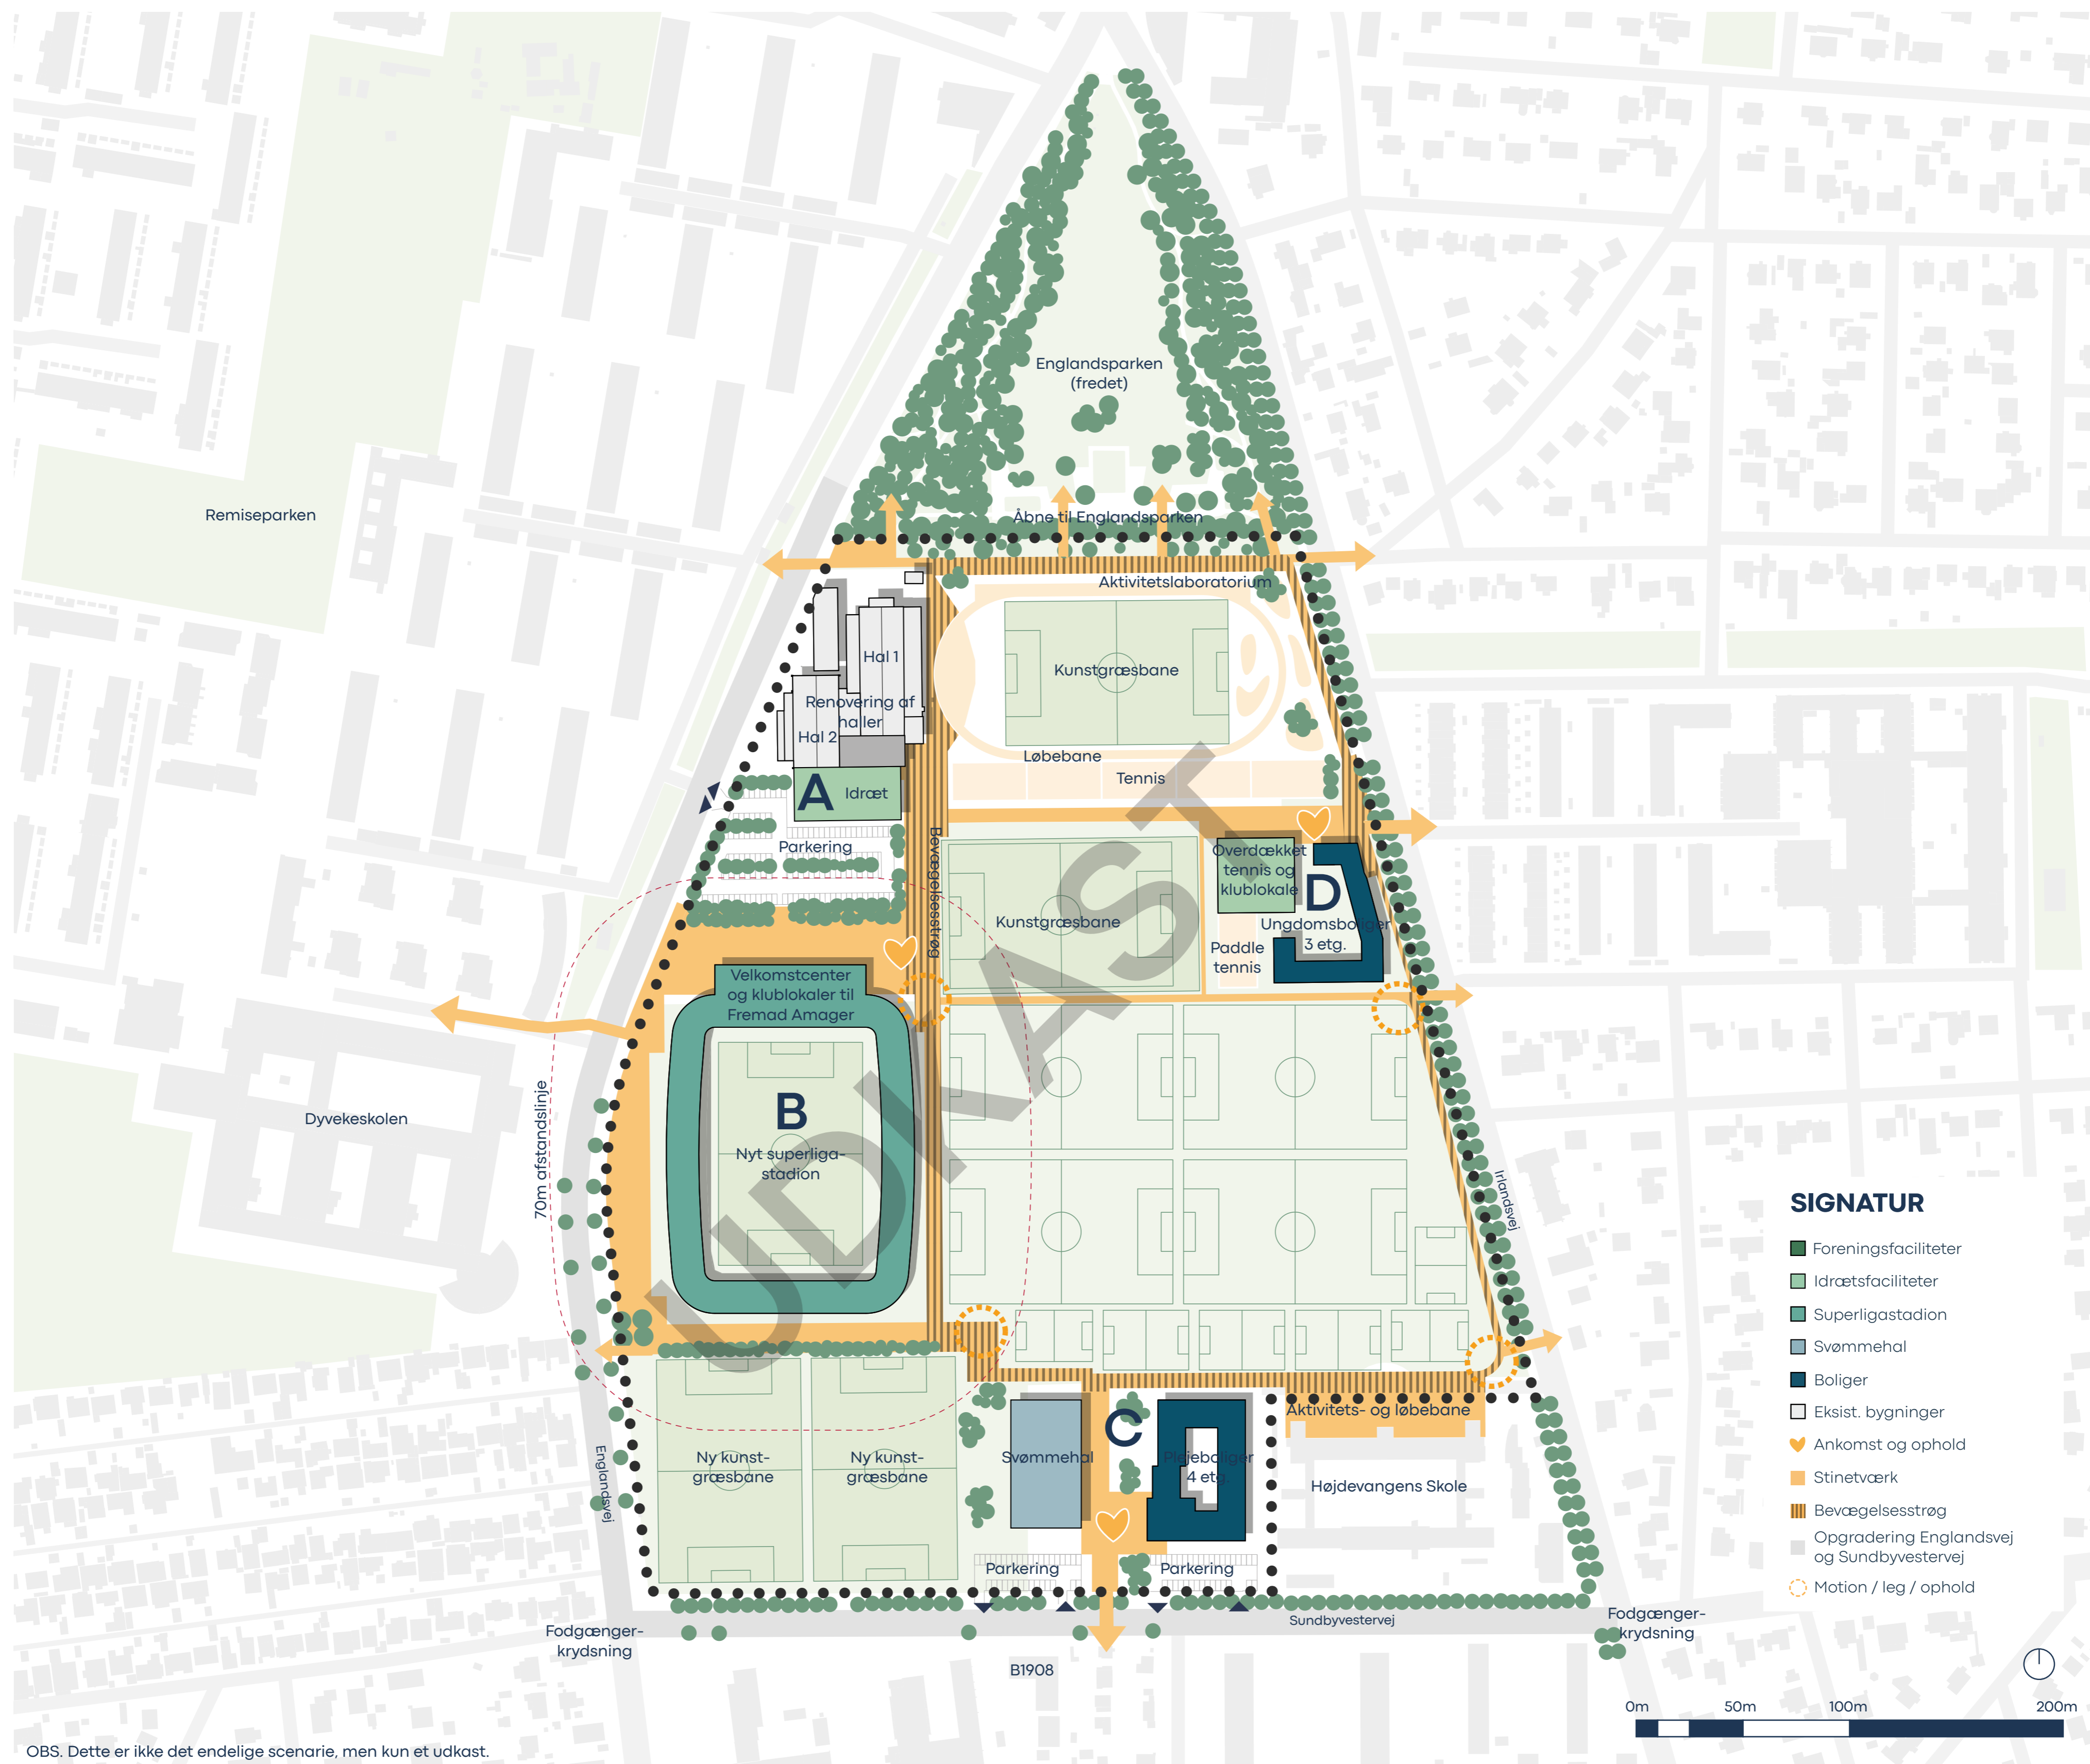 Englandsparken
(fredet)
Remiseparken
Åbne til Englandsparken
Aktivitetslaboratorium
Hal 1
Kunstgræsbane
Renovering af
haller
Hal 2
Løbebane
Tennis
A
Idræt
Parkering
Bevægelsesstrøg
Overdækket
tennis og
klublokale
D
Kunstgræsbane
Ungdomsboliger
3 etg.
Paddle
tennis
Velkomstcenter
og klublokaler til
Fremad Amager
70m afstandslinje
Dyvekeskolen
B
Nyt superliga-
stadion
UDKAST
Irlandsvej
Englandsvej
Ny kunst-
græsbane
Ny kunst-
græsbane
Svømmehal
C
Plejeboliger
4 etg.
Aktivitets- og løbebane
Højdevangens Skole
Parkering
Parkering
Sundbyvestervej
Fodgænger-
krydsning
Fodgænger-
krydsning
B1908
SIGNATUR
Foreningsfaciliteter
Idrætsfaciliteter
Superligastadion
Svømmehal
Boliger
Eksist. bygninger
Ankomst og ophold
Stinetværk
Bevægelsesstrøg
Opgradering Englandsvej
og Sundbyvestervej
Motion / leg / ophold
0m 50m 100m 200m
OBS. Dette er ikke det endelige scenarie, men kun et udkast.